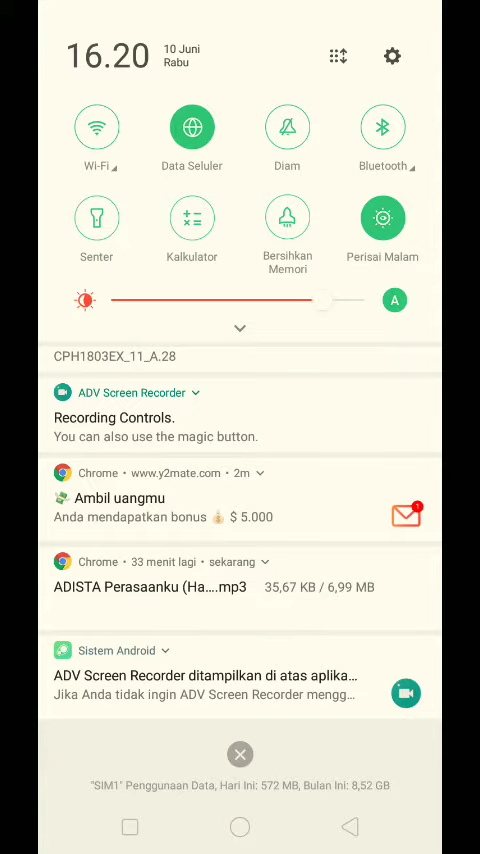 16.20
10 Juni
Rabu
Wi-Fi
Data Seluler
Diam
Bluetooth
Senter
Kalkulator
Bersihkan
Memori
Perisai Malam
A
CPH1803EX_11_A.28
ADV Screen Recorder
Recording Controls.
You can also use the magic button.
Chrome • www.y2mate.com • 2m
💸 Ambil uangmu
Anda mendapatkan bonus 💰 $ 5.000
1
Chrome • 33 menit lagi • sekarang
ADISTA Perasaanku (Ha….mp3 35,67 KB / 6,99 MB
Sistem Android
ADV Screen Recorder ditampilkan di atas aplika…
Jika Anda tidak ingin ADV Screen Recorder mengg…
"SIM1" Penggunaan Data, Hari Ini: 572 MB, Bulan Ini: 8,52 GB